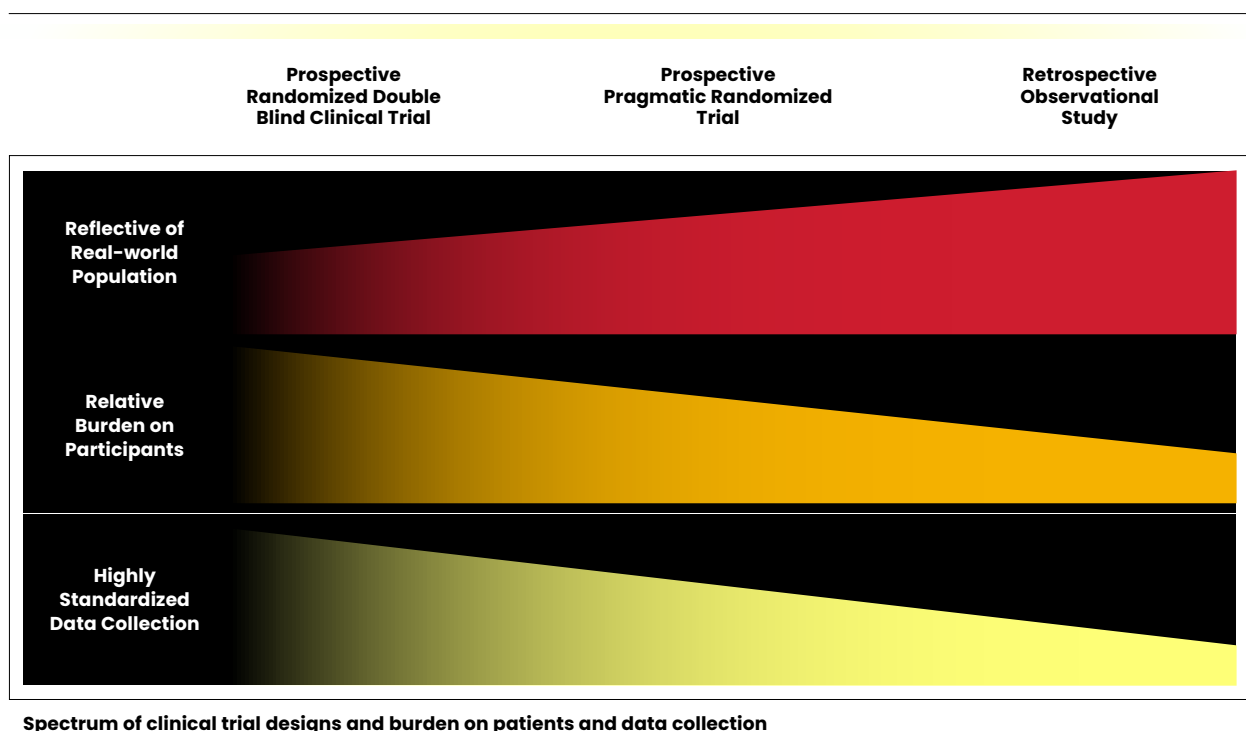 Prospective
Randomized Double
Blind Clinical Trial
Prospective
Pragmatic Randomized
Trial
Retrospective
Observational
Study
Reflective of
Real-world
Population
Relative
Burden on
Participants
Highly
Standardized
Data Collection
Spectrum of clinical trial designs and burden on patients and data collection